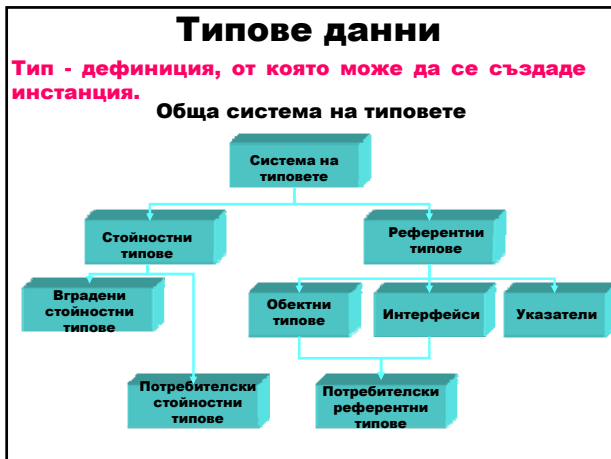 Типове данни
Тип - дефиниция, от която може да се създаде
инстанция.
Обща система на типовете
Система на
типовете
Стойностни
типове
Референтни
типове
Вградени
стойностни
типове
Обектни
типове
Интерфейси
Указатели
Потребителски
стойностни
типове
Потребителски
референтни
типове